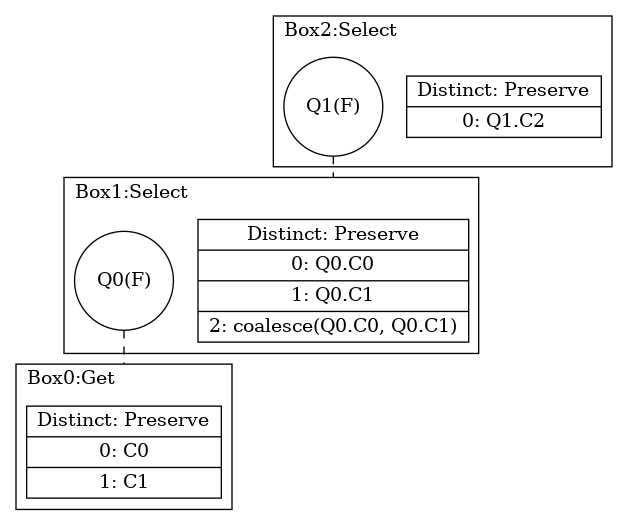 Box2:Select
Q1(F)
Distinct: Preserve
0: Q1.C2
Box1:Select
Q0(F)
Distinct: Preserve
0: Q0.C0
1: Q0.C1
2: coalesce(Q0.C0, Q0.C1)
Box0:Get
Distinct: Preserve
0: C0
1: C1